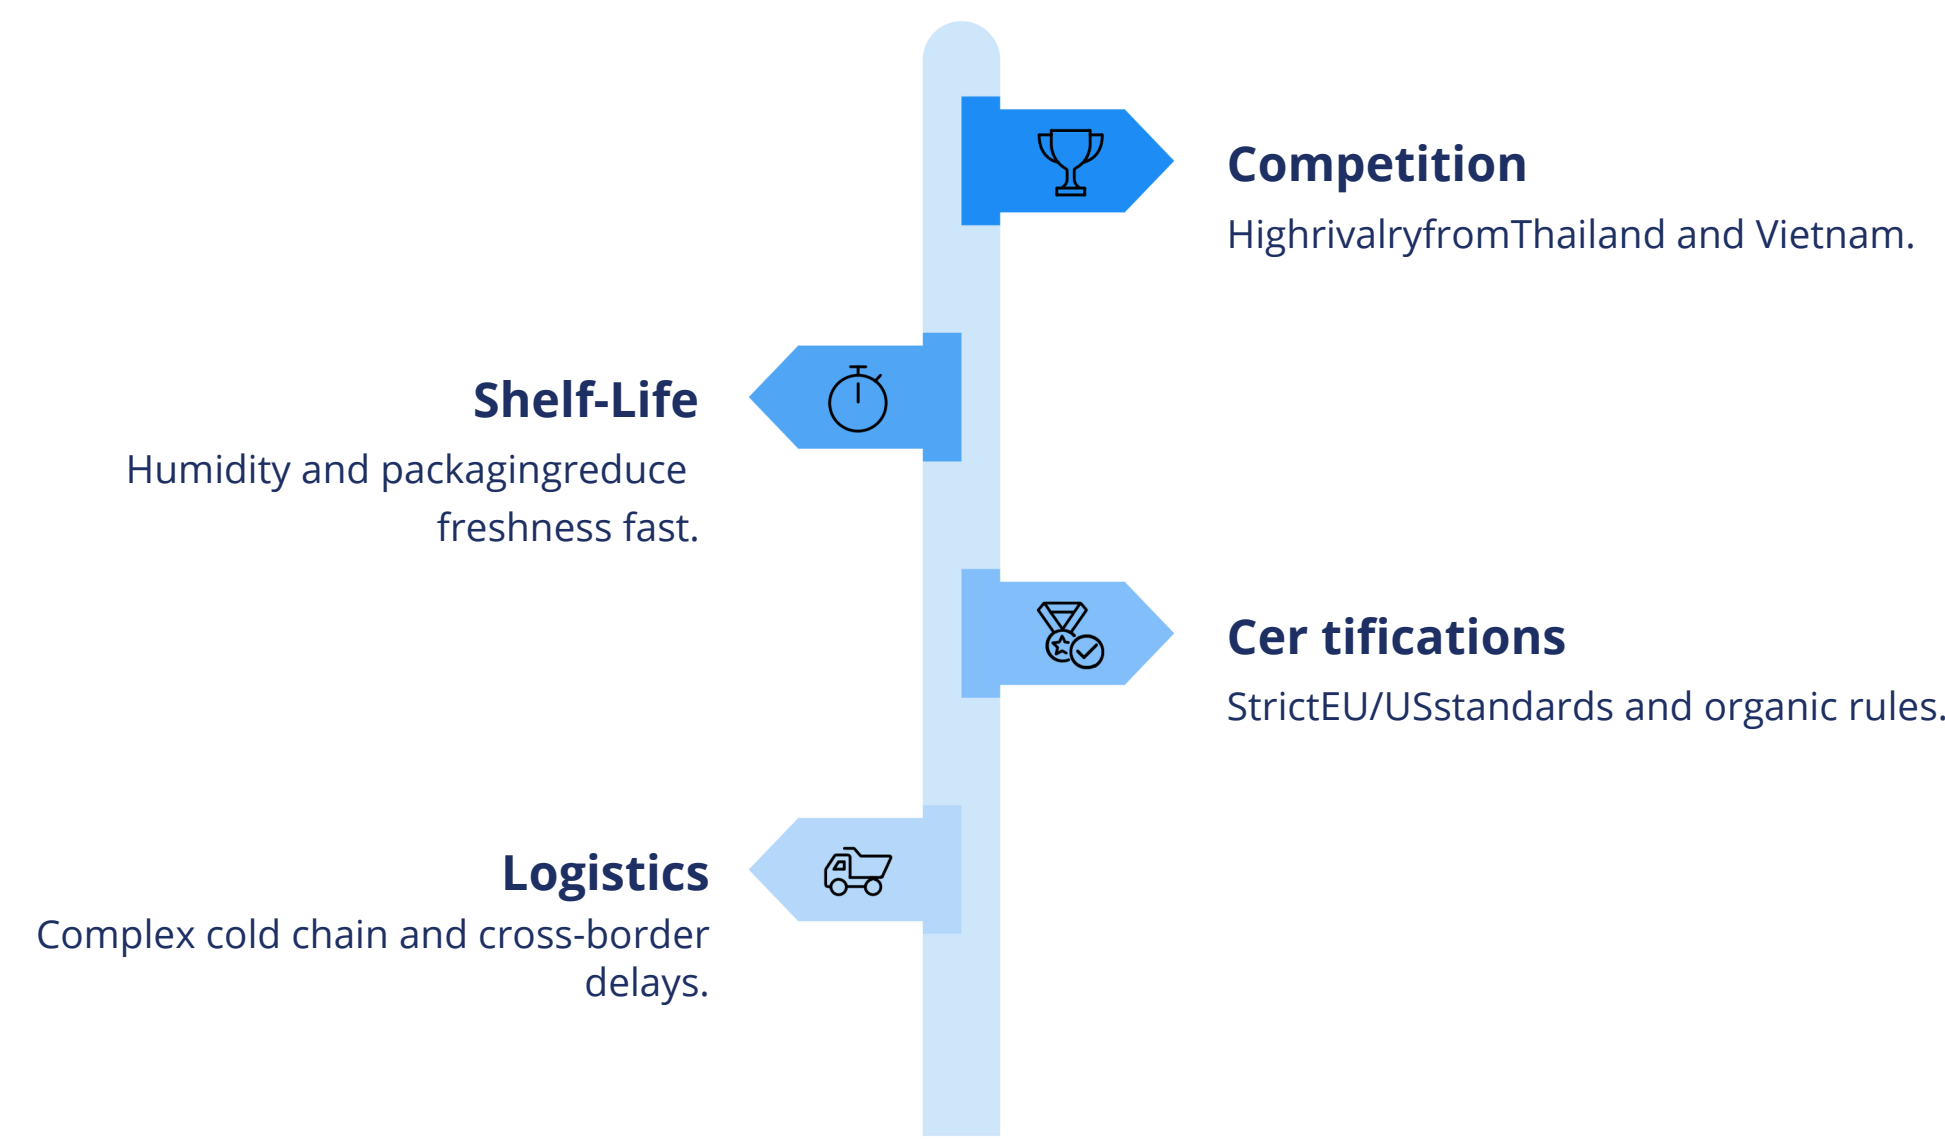 Competition
HighrivalryfromThailand and Vietnam.
Shelf-Life
Humidity and packagingreduce
freshness fast.
Cer tifications
StrictEU/USstandards and organic rules.
Logistics
Complex cold chain and cross-border
delays.